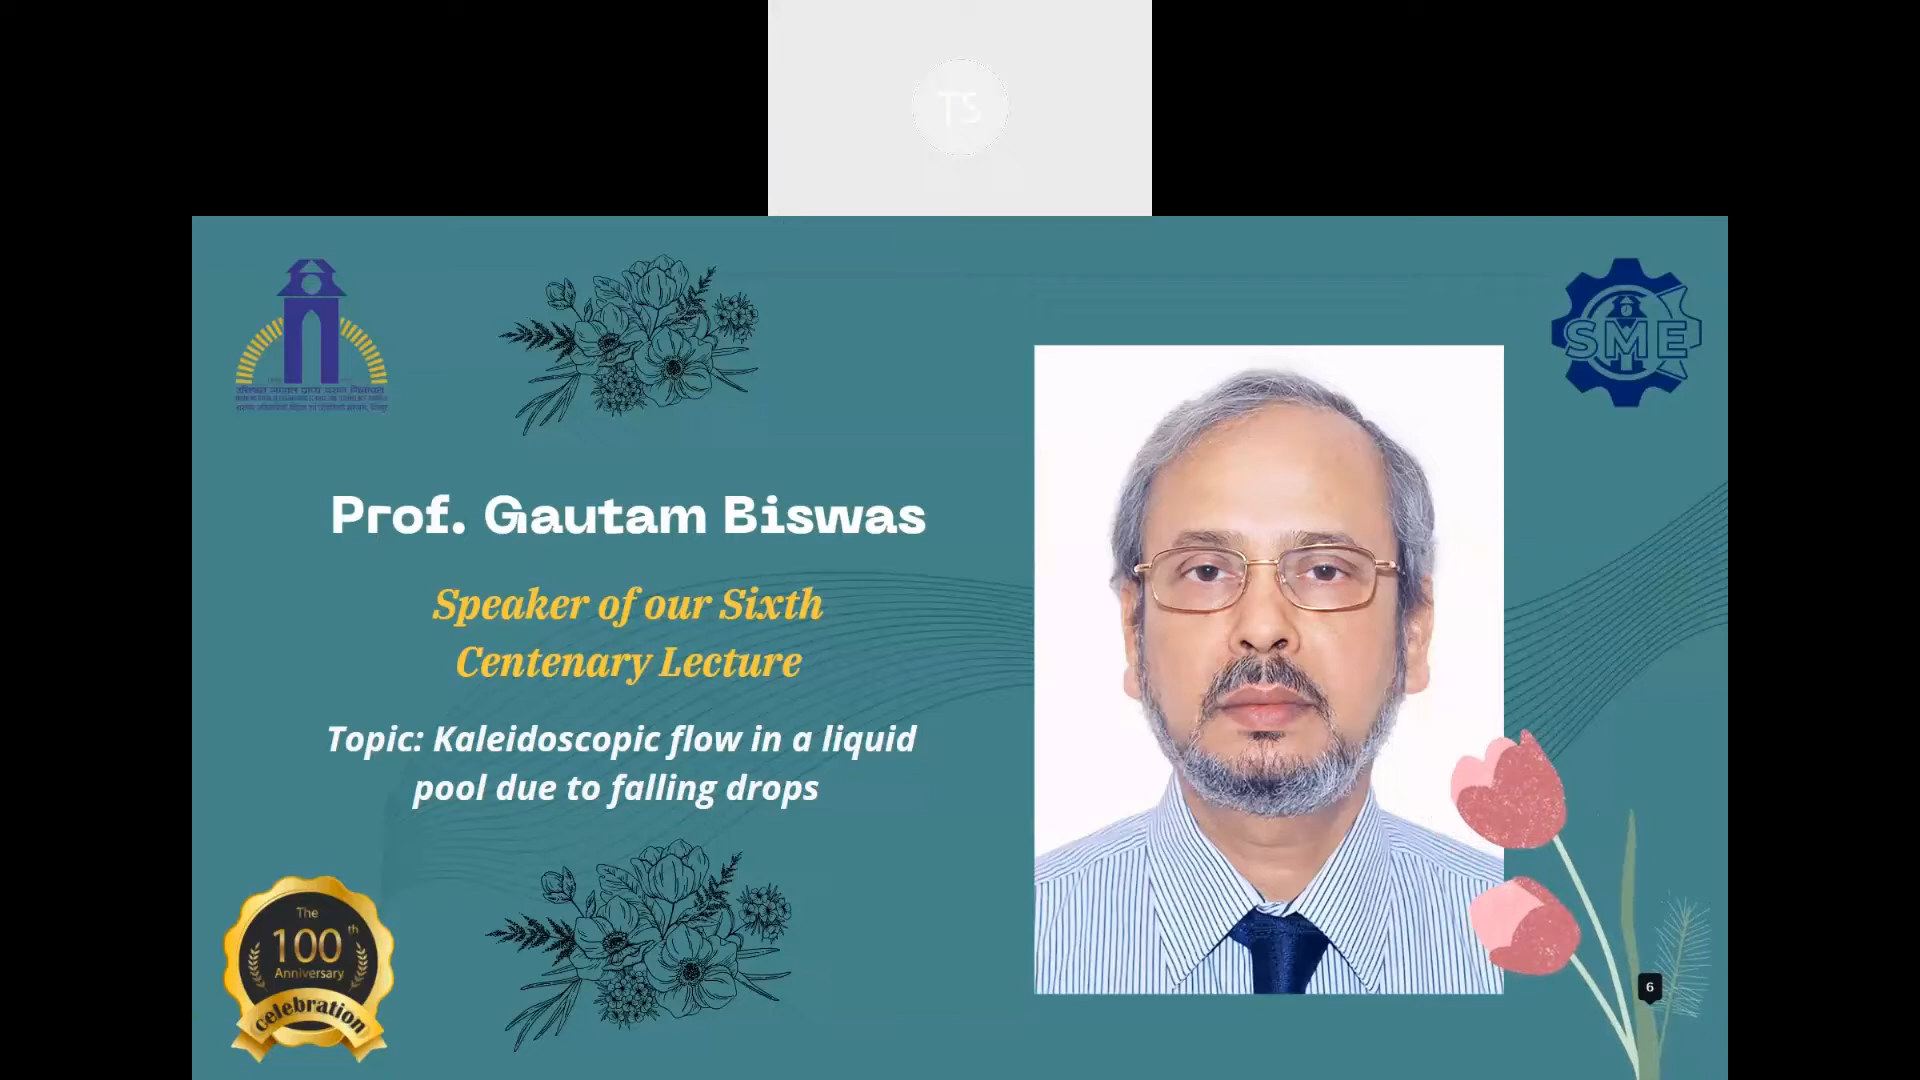 TS
SME
Prof. Gautam Biswas
Speaker of our Sixth
Centenary Lecture
Topic: Kaleidoscopic flow in a liquid
pool due to falling drops
The
100th
Anniversary
celebration
6